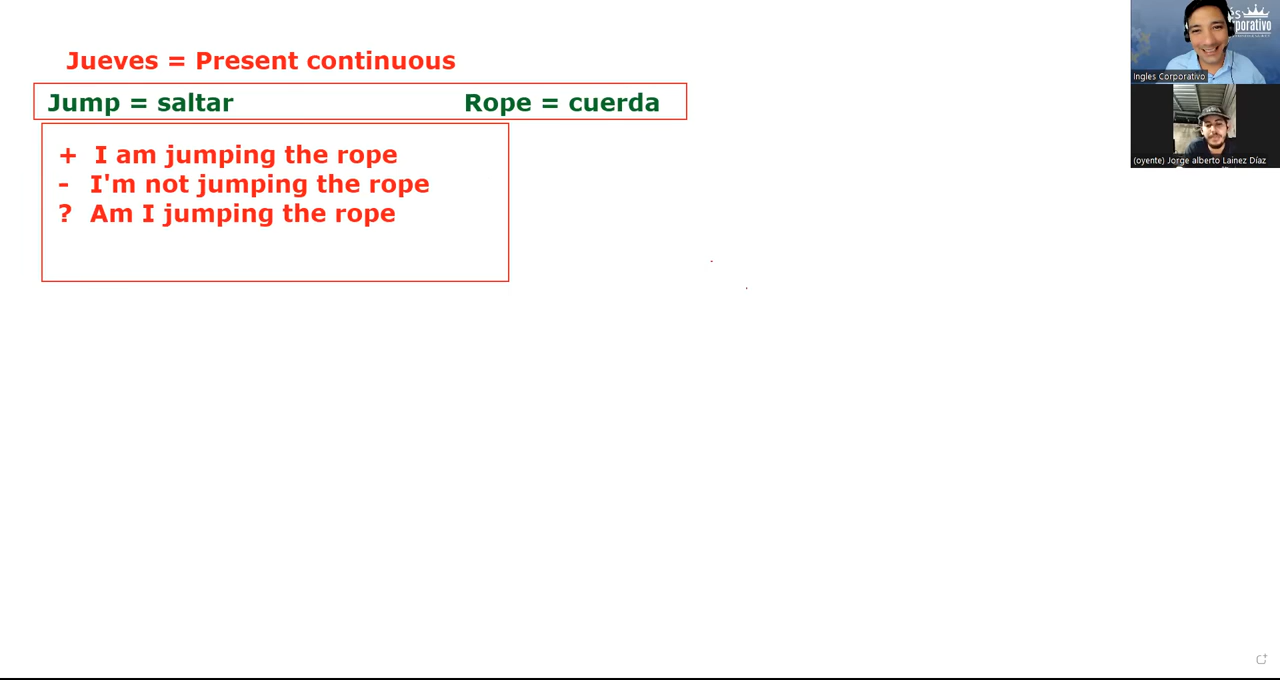 Jueves = Present continuous
Jump = saltar Rope = cuerda
+ I am jumping the rope
- I'm not jumping the rope
? Am I jumping the rope
Ingles Corporativo
(oyente) Jorge alberto Lainez Díaz